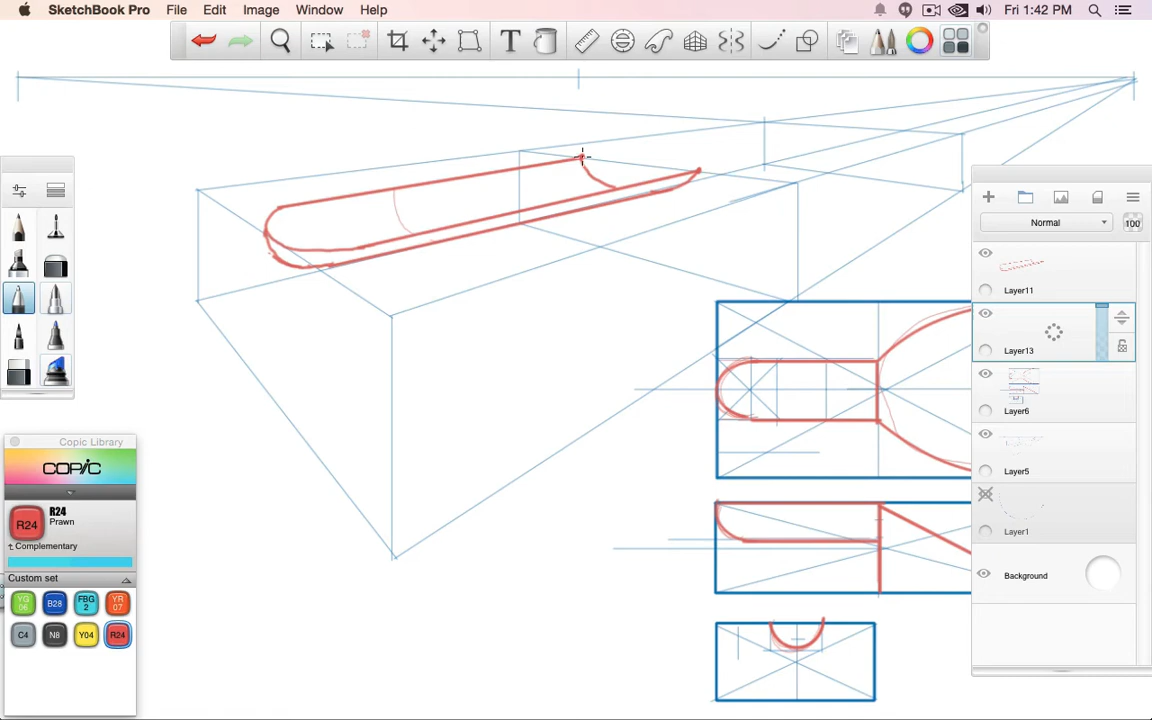 SketchBook Pro File Edit Image Window Help Fri 1:42 PM
T
Normal 100
Layer11
Layer13
Layer6
Layer5
Layer1
Background
Copic Library
COPIC
R24
R24
Prawn
Complementary
Custom set
YG 06 B28 FBG 2 YR 07
C4 N8 Y04 R24